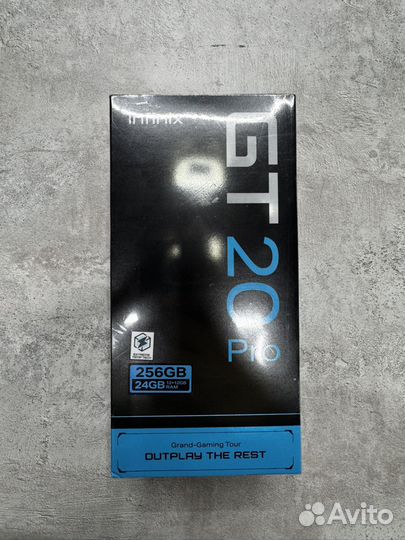 Infinix
GT 20
Pro
256GB
24GB 12+12GB
RAM
Grand-Gaming Tour
OUTPLAY THE REST
Avito